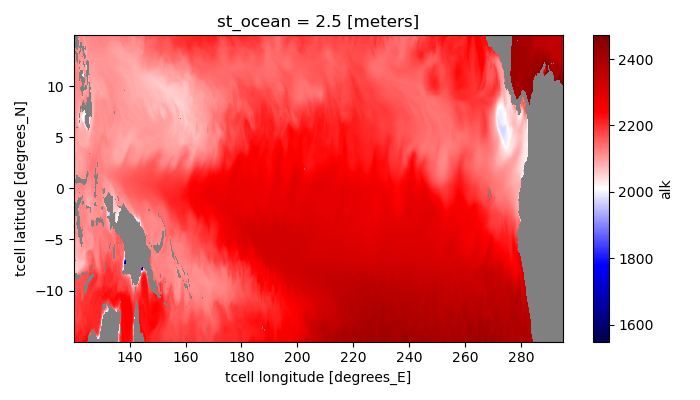 st_ocean = 2.5 [meters]
10
5
0
−5
−10
tcell latitude [degrees_N]
140 160 180 200 220 240 260 280
tcell longitude [degrees_E]
2400
2200
2000
1800
1600
alk